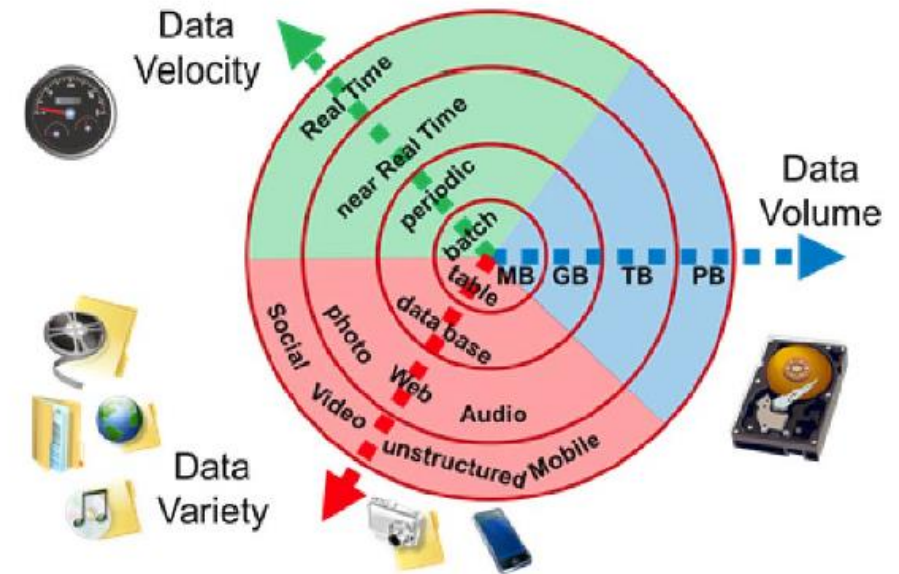 Data
Velocity
Real Time
near Real Time
periodic
batch
Data
Volume
MB GB TB PB
table
data base
photo
Web
Audio
Social
Video
unstructured
Mobile
Data
Variety